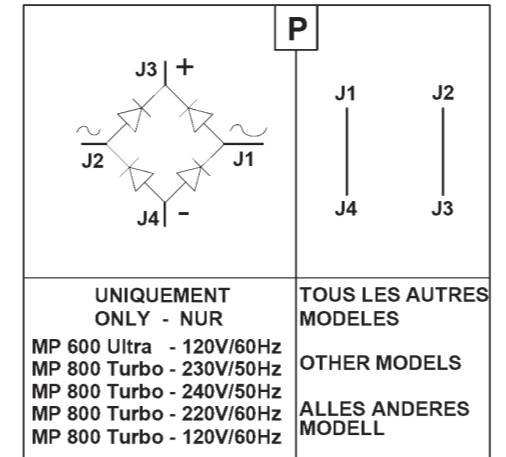 P
J3 +
J2
J1
J4 -
J1 J2
J4 J3
UNIQUEMENT
ONLY - NUR
MP 600 Ultra - 120V/60Hz
MP 800 Turbo - 230V/50Hz
MP 800 Turbo - 240V/50Hz
MP 800 Turbo - 220V/60Hz
MP 800 Turbo - 120V/60Hz
TOUS LES AUTRES
MODELES
OTHER MODELS
ALLES ANDERES
MODELL